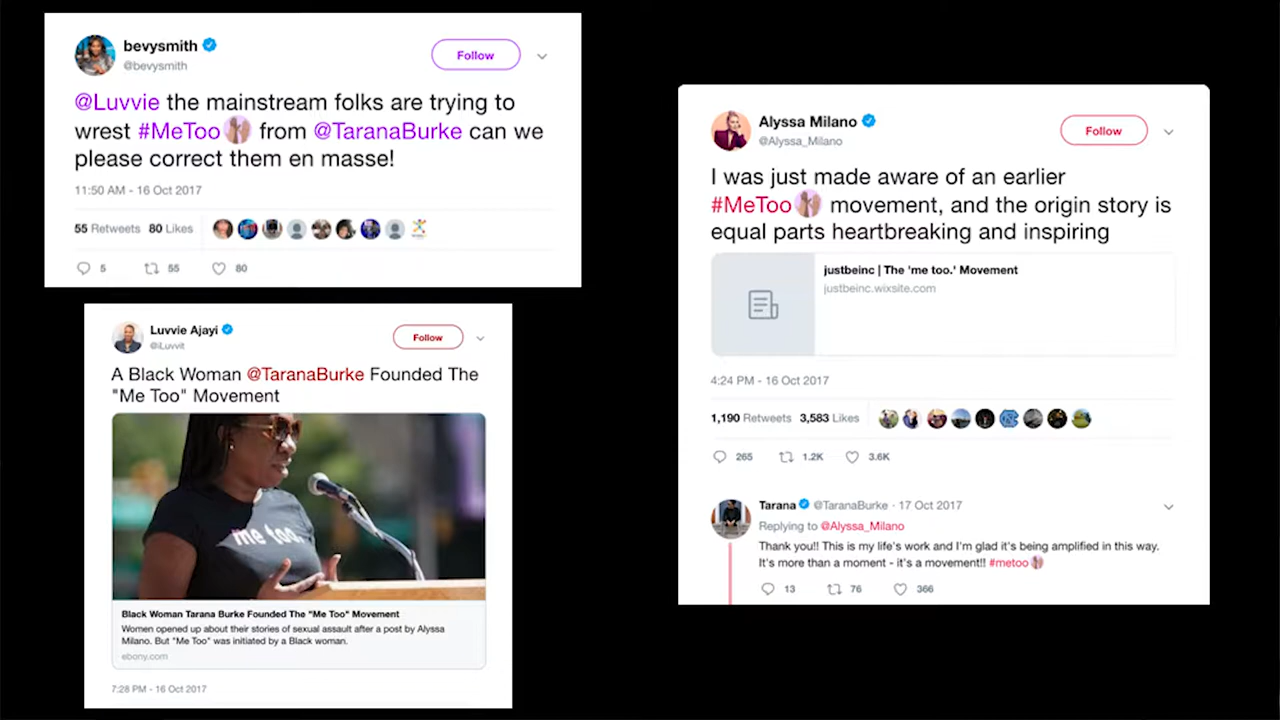 bevysmith
@bevysmith
Follow
@Luvvie the mainstream folks are trying to
wrest #MeToo from @TaranaBurke can we
please correct them en masse!
11:50 AM - 16 Oct 2017
55 Retweets 80 Likes
5 55 80
Luvvie Ajayi
@iLuvvit
Follow
A Black Woman @TaranaBurke Founded The
"Me Too" Movement
me too.
Black Woman Tarana Burke Founded The "Me Too" Movement
Women opened up about their stories of sexual assault after a post by Alyssa
Milano. But "Me Too" was initiated by a Black woman.
ebony.com
7:28 PM - 16 Oct 2017
Alyssa Milano
@Alyssa_Milano
Follow
I was just made aware of an earlier
#MeToo movement, and the origin story is
equal parts heartbreaking and inspiring
justbeinc | The 'me too.' Movement
justbeinc.wixsite.com
4:24 PM - 16 Oct 2017
1,190 Retweets 3,583 Likes
265 1.2K 3.6K
Tarana @TaranaBurke · 17 Oct 2017
Replying to @Alyssa_Milano
Thank you!! This is my life's work and I'm glad it's being amplified in this way.
It's more than a moment - it's a movement!! #metoo
13 76 366